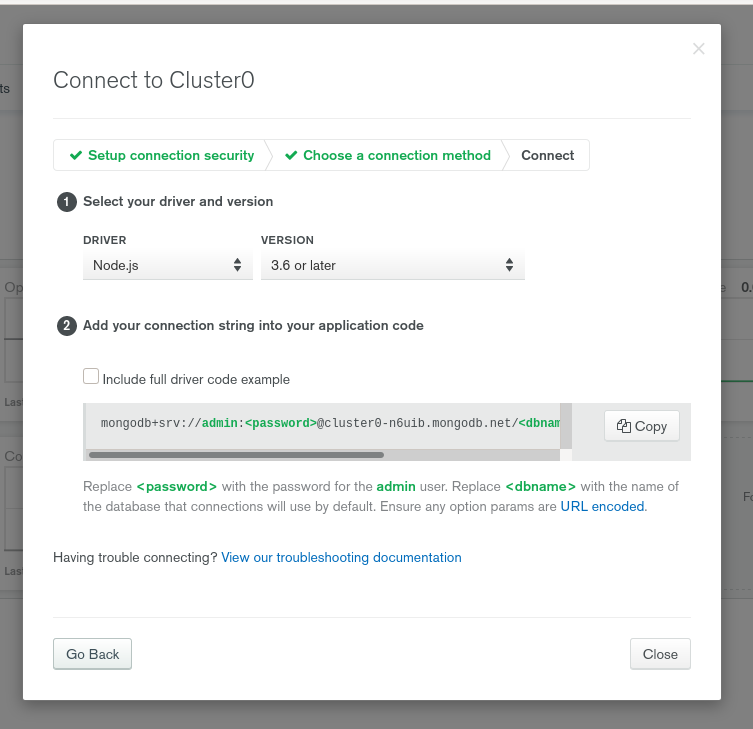 Connect to Cluster0
Setup connection security
Choose a connection method
Connect
1 Select your driver and version
DRIVER
VERSION
Node.js
3.6 or later
2 Add your connection string into your application code
Include full driver code example
mongodb+srv://admin:<password>@cluster0-n6uib.mongodb.net/<dbnam
Copy
Replace <password> with the password for the admin user. Replace <dbname> with the name of
the database that connections will use by default. Ensure any option params are URL encoded.
Having trouble connecting? View our troubleshooting documentation
Go Back
Close